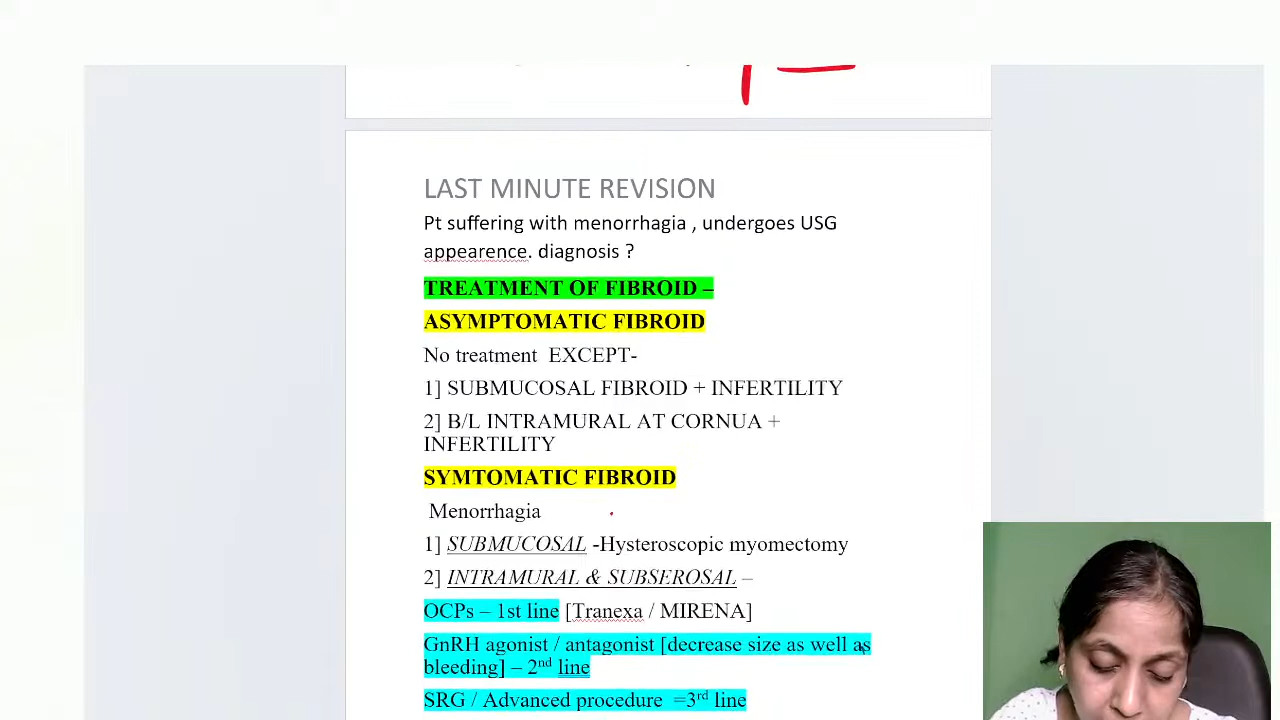 LAST MINUTE REVISION
Pt suffering with menorrhagia , undergoes USG
appearence. diagnosis ?
TREATMENT OF FIBROID –
ASYMPTOMATIC FIBROID
No treatment  EXCEPT-
1] SUBMUCOSAL FIBROID + INFERTILITY
2] B/L INTRAMURAL AT CORNUA +
INFERTILITY
SYMTOMATIC FIBROID
Menorrhagia
1] SUBMUCOSAL -Hysteroscopic myomectomy
2] INTRAMURAL & SUBSEROSAL –
OCPs – 1st line [Tranexa / MIRENA]
GnRH agonist / antagonist [decrease size as well as
bleeding] – 2nd line
SRG / Advanced procedure  =3rd line